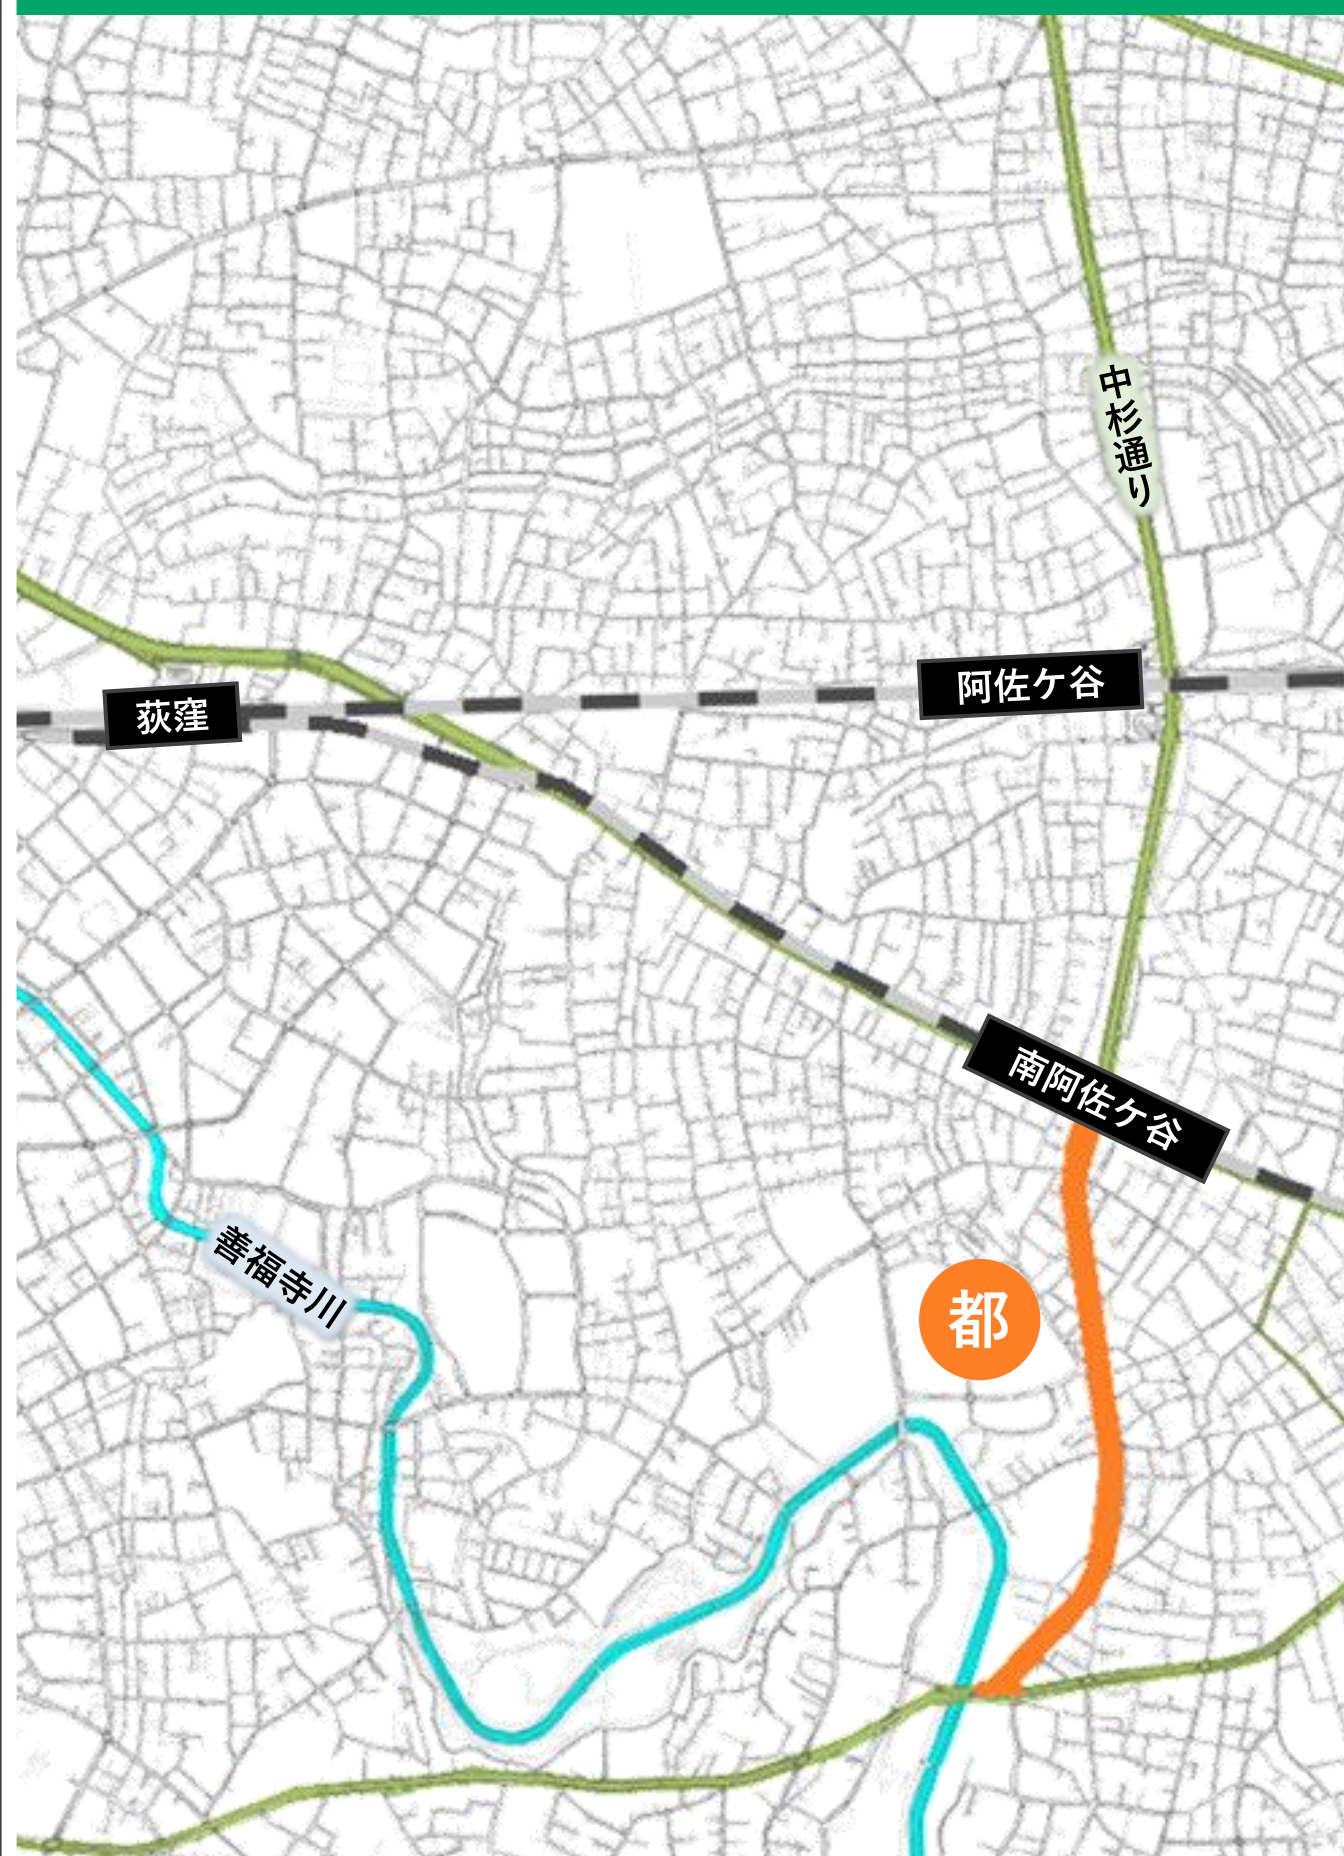 中杉通り
阿佐ケ谷
荻窪
南阿佐ケ谷
善福寺川
都